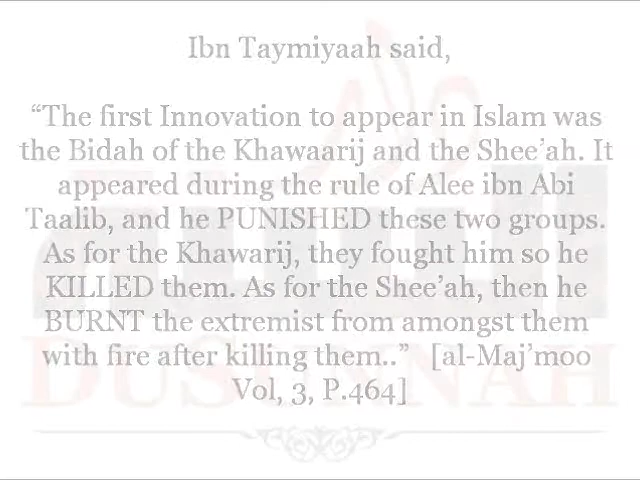 Ibn Taymiyaah said,
“The first Innovation to appear in Islam was
the Bidah of the Khawaarij and the Shee’ah. It
appeared during the rule of Alee ibn Abi
Taalib, and he PUNISHED these two groups.
As for the Khawarij, they fought him so he
KILLED them. As for the Shee’ah, then he
BURNT the extremist from amongst them
with fire after killing them..”   [al-Maj’moo
Vol, 3, P.464]
DUSUNNAH